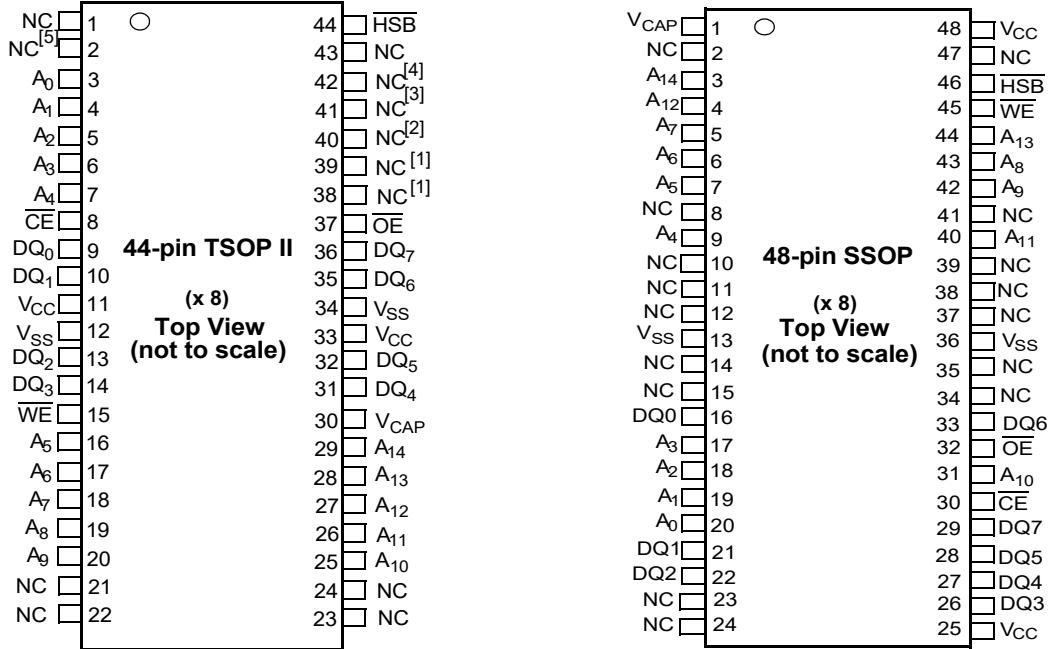 NC 1 44 HSB
NC[5] 2 43 NC
A0 3 42 NC[4]
A1 4 41 NC[3]
A2 5 40 NC[2]
A3 6 39 NC[1]
A4 7 38 NC[1]
CE 8 37 OE
DQ0 9 36 DQ7
DQ1 10 35 DQ6
VCC 11 34 VSS
VSS 12 33 VCC
DQ2 13 32 DQ5
DQ3 14 31 DQ4
WE 15 30 VCAP
A5 16 29 A14
A6 17 28 A13
A7 18 27 A12
A8 19 26 A11
A9 20 25 A10
NC 21 24 NC
NC 22 23 NC
44-pin TSOP II
(x 8)
Top View
(not to scale)
VCAP 1 48 VCC
NC 2 47 NC
A14 3 46 HSB
A12 4 45 WE
A7 5 44 A13
A6 6 43 A8
A5 7 42 A9
NC 8 41 NC
A4 9 40 A11
NC 10 39 NC
NC 11 38 NC
NC 12 37 NC
VSS 13 36 VSS
NC 14 35 NC
NC 15 34 NC
DQ0 16 33 DQ6
A3 17 32 OE
A2 18 31 A10
A1 19 30 CE
A0 20 29 DQ7
DQ1 21 28 DQ5
DQ2 22 27 DQ4
NC 23 26 DQ3
NC 24 25 VCC
48-pin SSOP
(x 8)
Top View
(not to scale)